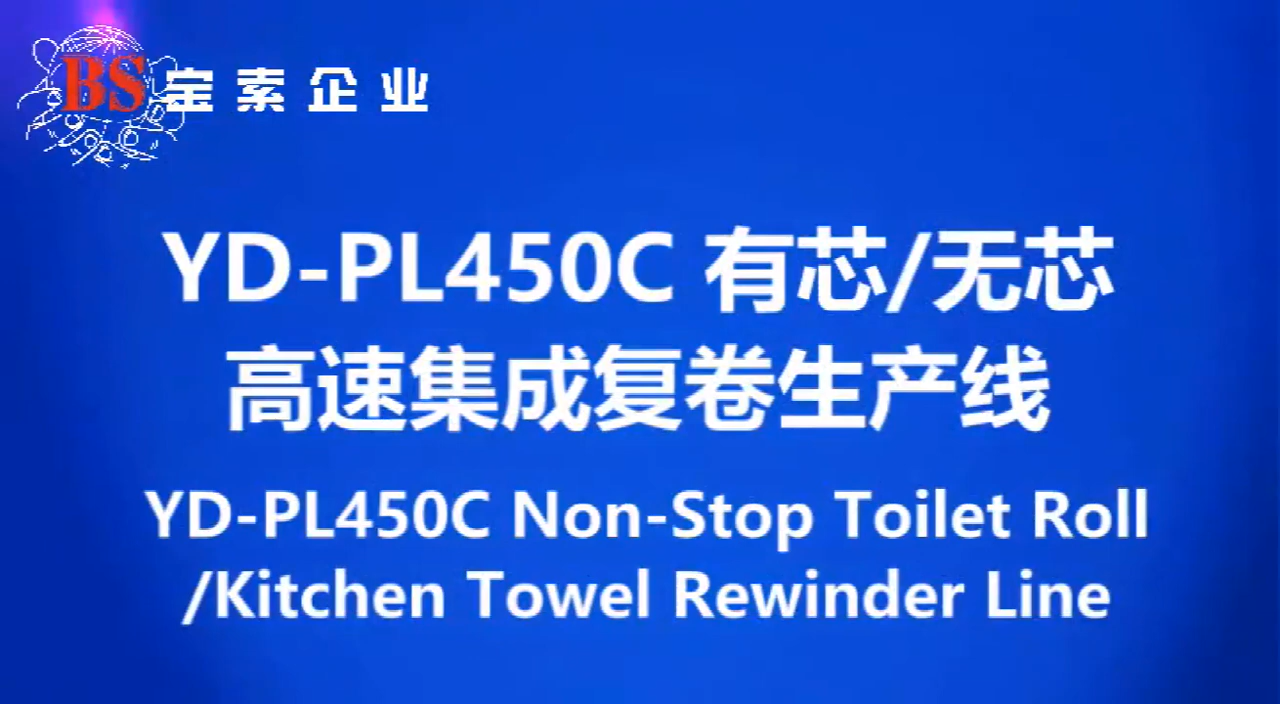 BS 宝索企业
YD-PL450C 有芯/无芯
高速集成复卷生产线
YD-PL450C Non-Stop Toilet Roll
/Kitchen Towel Rewinder Line